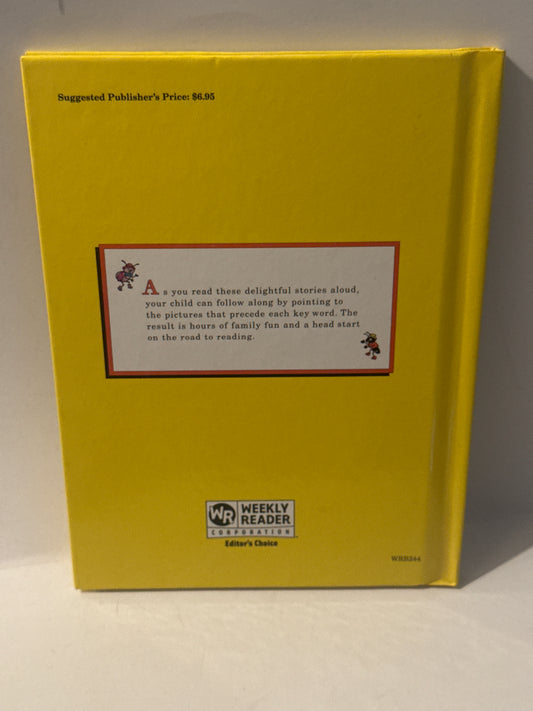 Suggested Publisher's Price: $6.95
As you read these delightful stories aloud,
your child can follow along by pointing to
the pictures that precede each key word. The
result is hours of family fun and a head start
on the road to reading.
WR WEEKLY
READER
CORPORATION
Editor's Choice
WRB244